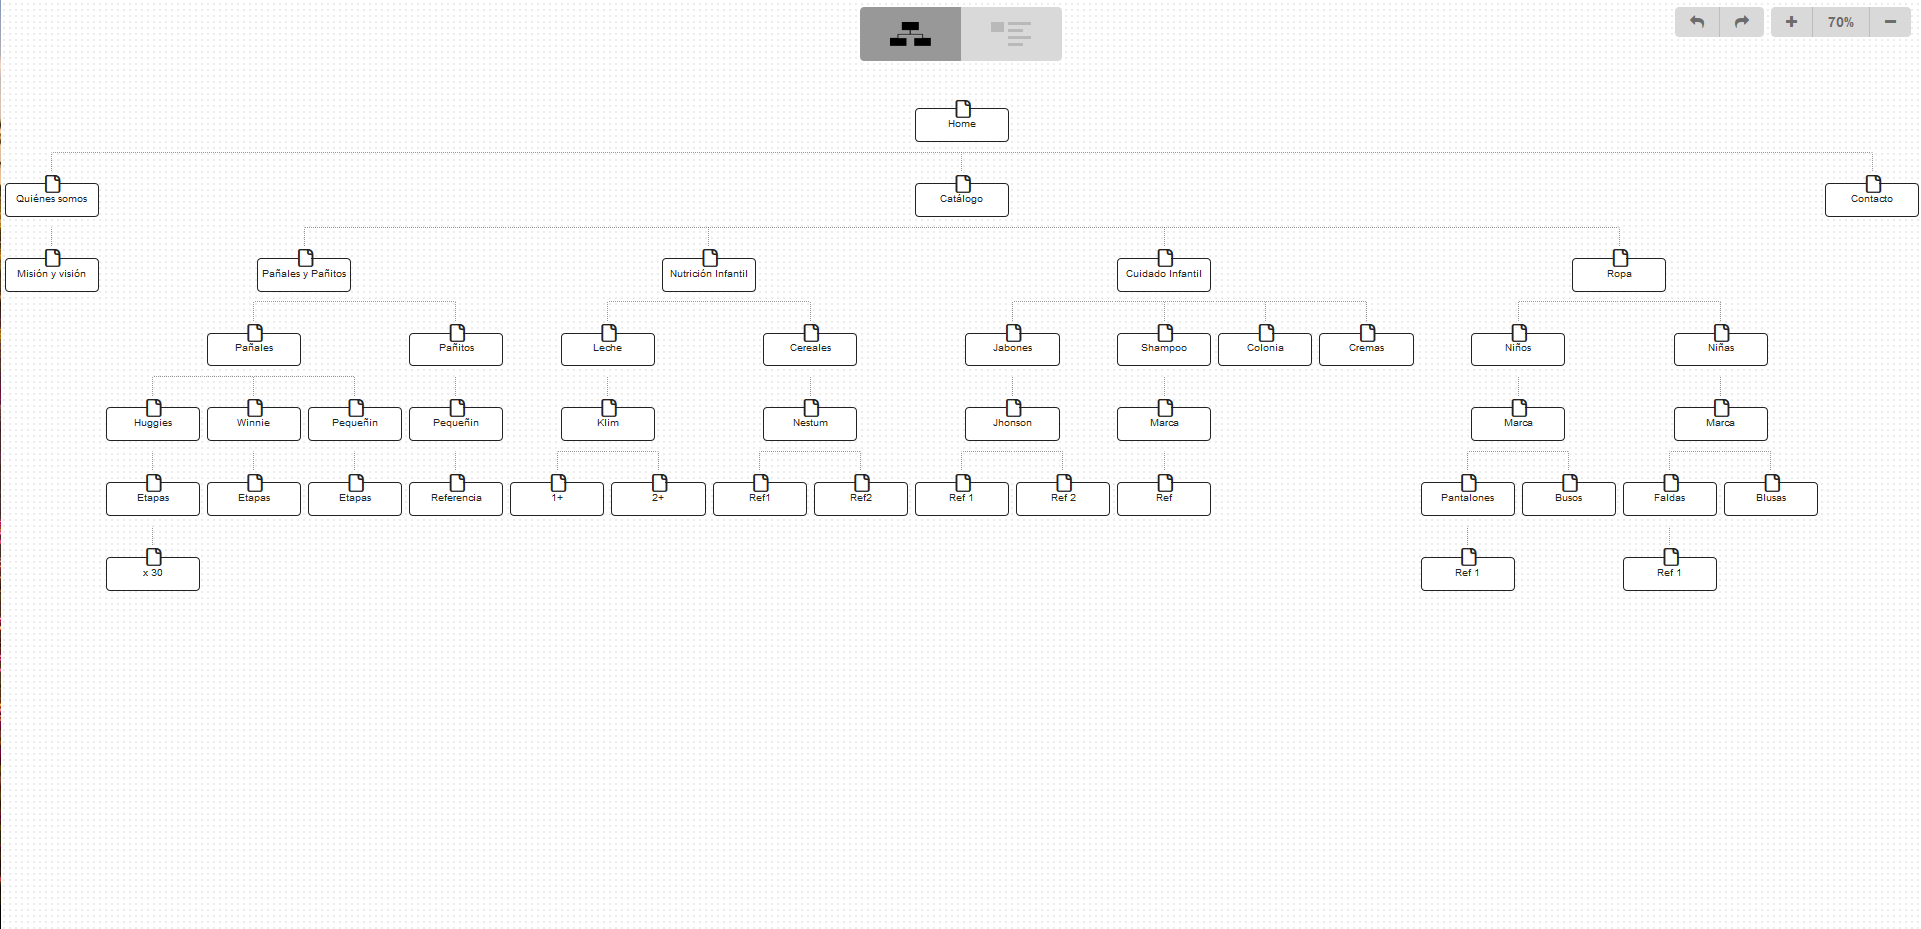 70%
Home
Quiénes somos
Catálogo
Contacto
Misión y visión
Pañales y Pañitos
Nutrición Infantil
Cuidado Infantil
Ropa
Pañales
Pañitos
Leche
Cereales
Jabones
Shampoo
Colonia
Cremas
Niños
Niñas
Huggies
Winnie
Pequeñin
Pequeñin
Klim
Nestum
Jhonson
Marca
Marca
Marca
Etapas
Etapas
Etapas
Referencia
1+
2+
Ref1
Ref2
Ref 1
Ref 2
Ref
Pantalones
Busos
Faldas
Blusas
x 30
Ref 1
Ref 1